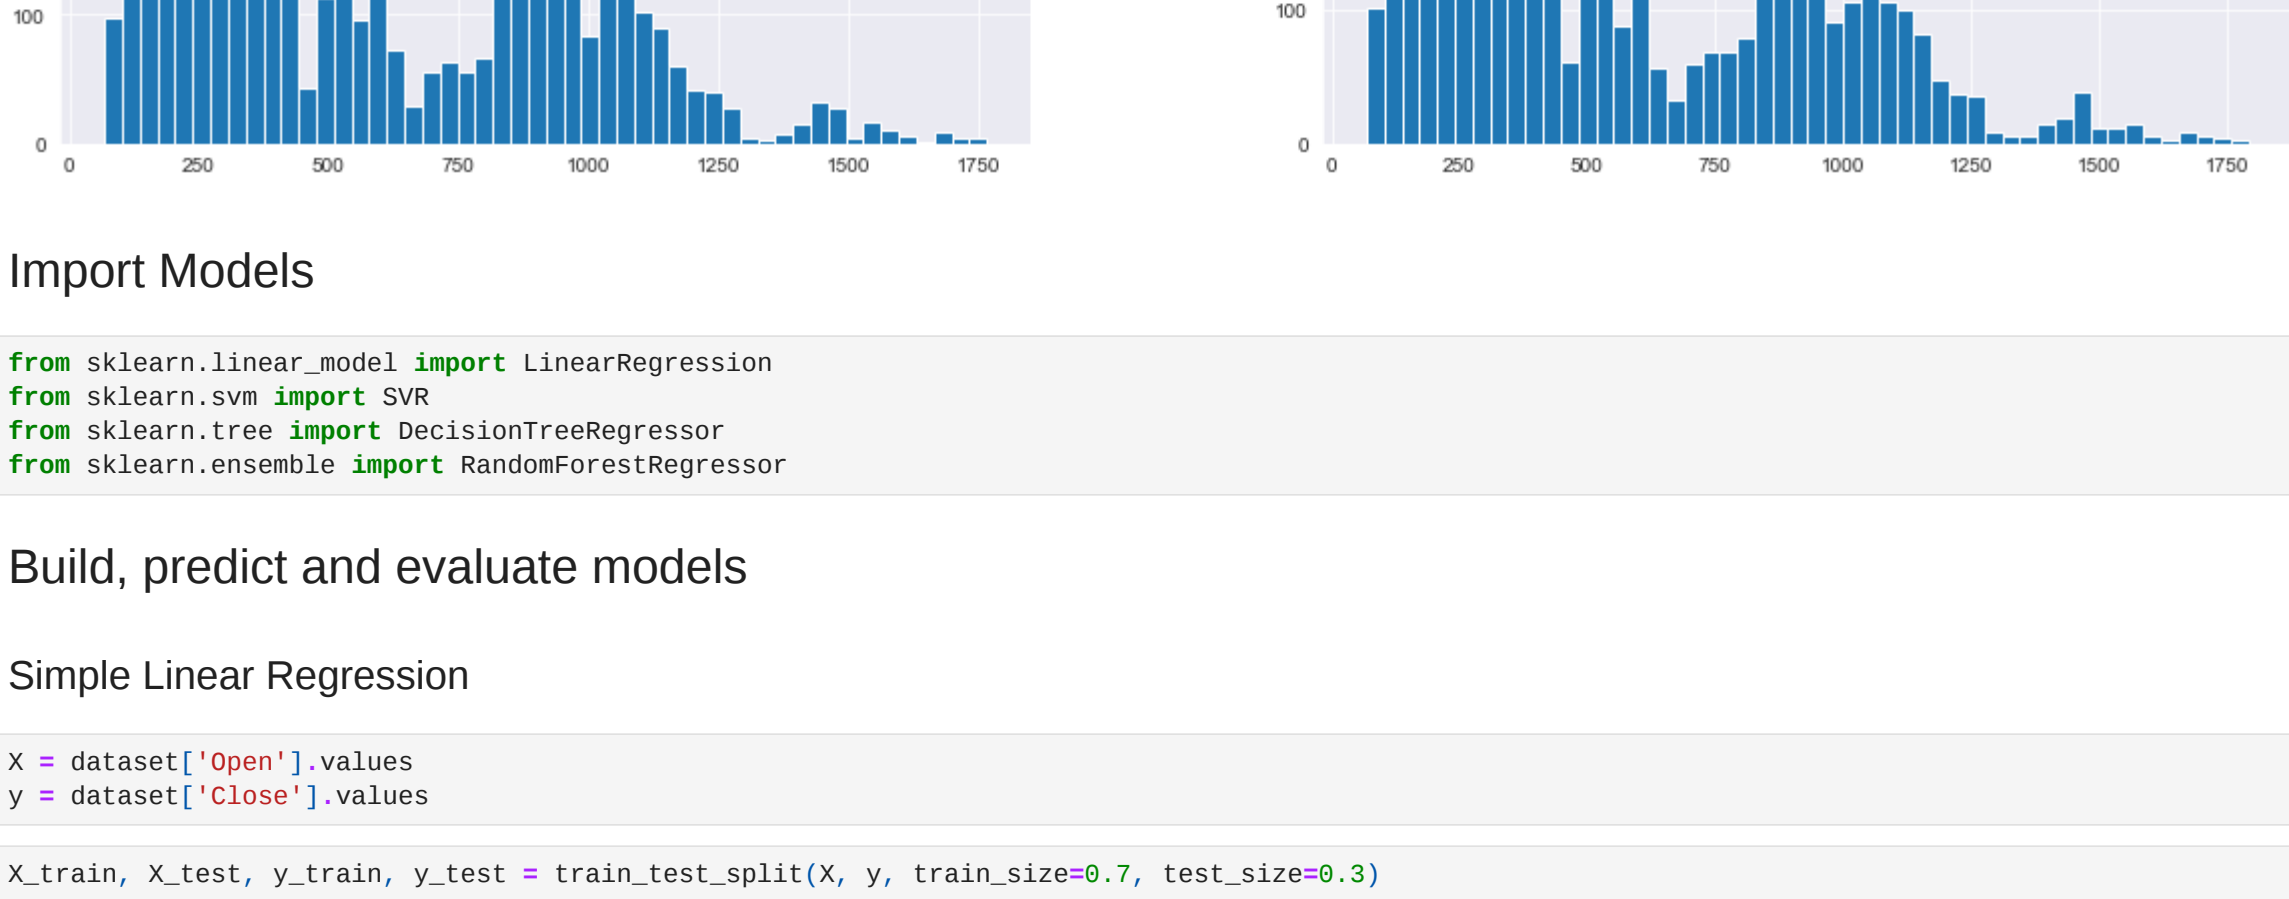 100
0
0 250 500 750 1000 1250 1500 1750
100
0
0 250 500 750 1000 1250 1500 1750
Import Models
from sklearn.linear_model import LinearRegression
from sklearn.svm import SVR
from sklearn.tree import DecisionTreeRegressor
from sklearn.ensemble import RandomForestRegressor
Build, predict and evaluate models
Simple Linear Regression
X = dataset['Open'].values
y = dataset['Close'].values
X_train, X_test, y_train, y_test = train_test_split(X, y, train_size=0.7, test_size=0.3)